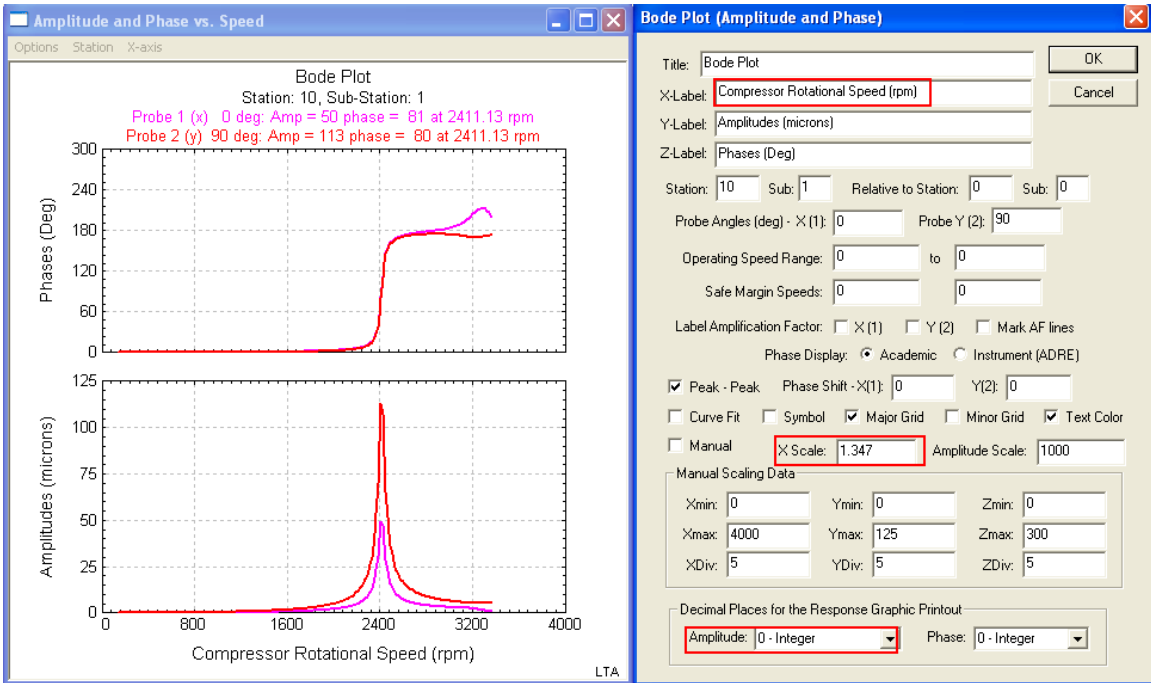 Amplitude and Phase vs. Speed
Options Station X-axis
Bode Plot
Station: 10, Sub-Station: 1
Probe 1 (x) 0 deg: Amp = 50 phase = 81 at 2411.13 rpm
Probe 2 (y) 90 deg: Amp = 113 phase = 80 at 2411.13 rpm
300
240
180
120
60
0
Phases (Deg)
125
100
75
50
25
0
Amplitudes (microns)
0 800 1600 2400 3200 4000
Compressor Rotational Speed (rpm)
LTA
Bode Plot (Amplitude and Phase)
Title: Bode Plot
OK
X-Label: Compressor Rotational Speed (rpm)
Cancel
Y-Label: Amplitudes (microns)
Z-Label: Phases (Deg)
Station: 10 Sub: 1 Relative to Station: 0 Sub: 0
Probe Angles (deg) - X (1): 0 Probe Y (2): 90
Operating Speed Range: 0 to 0
Safe Margin Speeds: 0 0
Label Amplification Factor: X (1) Y (2) Mark AF lines
Phase Display: Academic Instrument (ADRE)
Peak - Peak Phase Shift - X(1): 0 Y(2): 0
Curve Fit Symbol Major Grid Minor Grid Text Color
Manual X Scale: 1.347 Amplitude Scale: 1000
Manual Scaling Data
Xmin: 0 Ymin: 0 Zmin: 0
Xmax: 4000 Ymax: 125 Zmax: 300
XDiv: 5 YDiv: 5 ZDiv: 5
Decimal Places for the Response Graphic Printout
Amplitude: 0 - Integer Phase: 0 - Integer